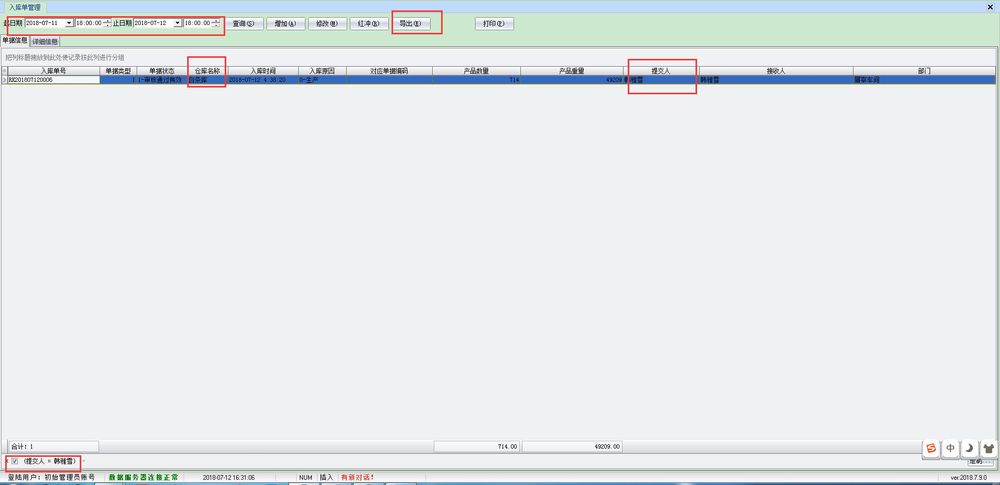 入库单管理
起日期 2018-07-11 18:00:00 止日期 2018-07-12 18:00:00 查询(S) 增加(A) 修改(M) 红冲(R) 导出(E) 打印(P)
单据信息 详细信息
把列标题拖放到此处使记录按此列进行分组
入库单号 单据类型 单据状态 仓库名称 入库时间 入库原因 对应单据编码 产品数量 产品重量 提交人 接收人 部门
RK201807120006 1 1-审核通过有效 白条库 2018-07-12 4:38:20 0-生产 714 49209 韩雅雪 韩雅雪 屠宰车间
合计：1 714.00 49209.00
中
(提交人 = 韩雅雪) 定制...
登陆用户：初始管理员账号 数据服务器连接正常 2018-07-12 16:31:06 NUM 插入 有新对话! ver:2018.7.9.0